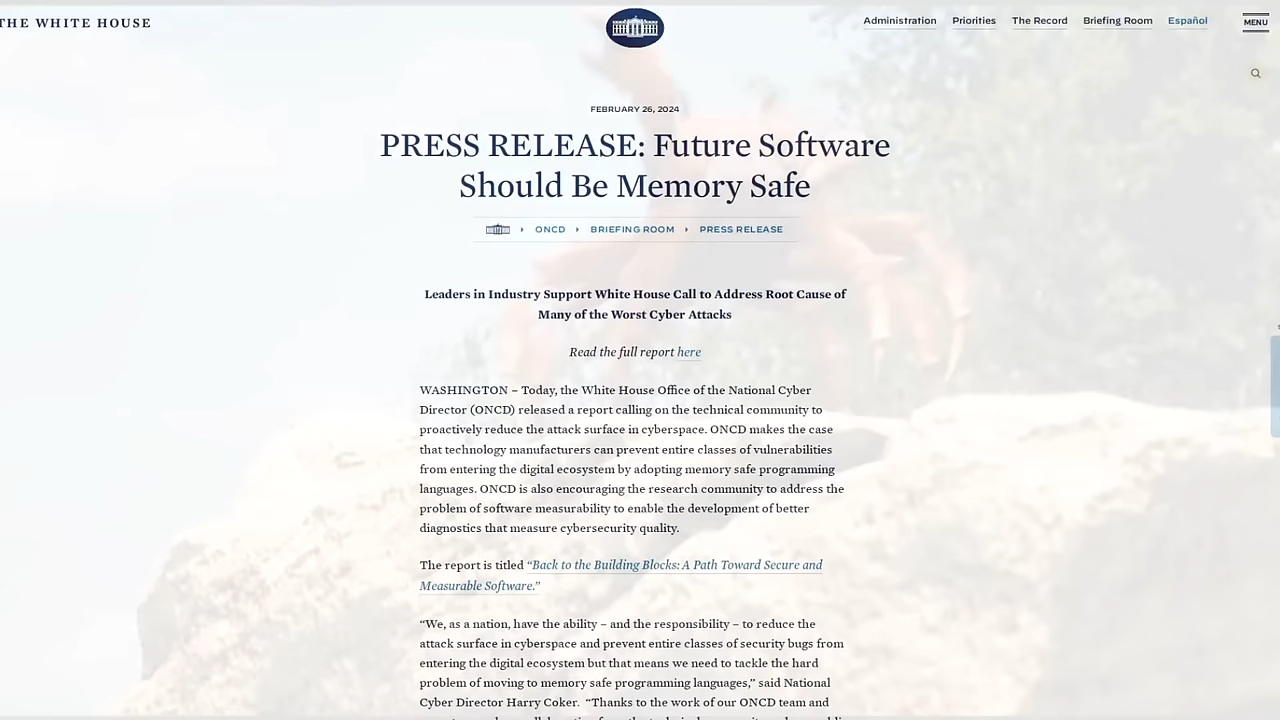 THE WHITE HOUSE
Administration Priorities The Record Briefing Room Español MENU
FEBRUARY 26, 2024
PRESS RELEASE: Future Software
Should Be Memory Safe
ONCD BRIEFING ROOM PRESS RELEASE
Leaders in Industry Support White House Call to Address Root Cause of
Many of the Worst Cyber Attacks
Read the full report here
WASHINGTON – Today, the White House Office of the National Cyber
Director (ONCD) released a report calling on the technical community to
proactively reduce the attack surface in cyberspace. ONCD makes the case
that technology manufacturers can prevent entire classes of vulnerabilities
from entering the digital ecosystem by adopting memory safe programming
languages. ONCD is also encouraging the research community to address the
problem of software measurability to enable the development of better
diagnostics that measure cybersecurity quality.
The report is titled “Back to the Building Blocks: A Path Toward Secure and
Measurable Software.”
“We, as a nation, have the ability – and the responsibility – to reduce the
attack surface in cyberspace and prevent entire classes of security bugs from
entering the digital ecosystem but that means we need to tackle the hard
problem of moving to memory safe programming languages,” said National
Cyber Director Harry Coker. “Thanks to the work of our ONCD team and